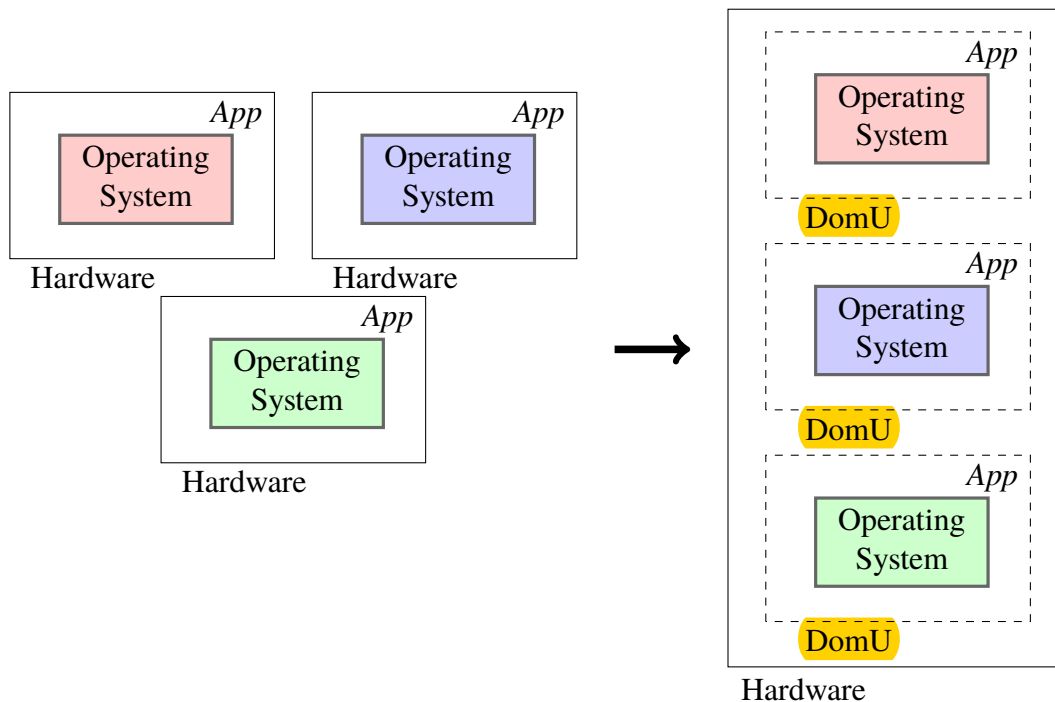 App
Operating
System
Hardware
App
Operating
System
Hardware
App
Operating
System
Hardware
App
Operating
System
DomU
App
Operating
System
DomU
App
Operating
System
DomU
Hardware